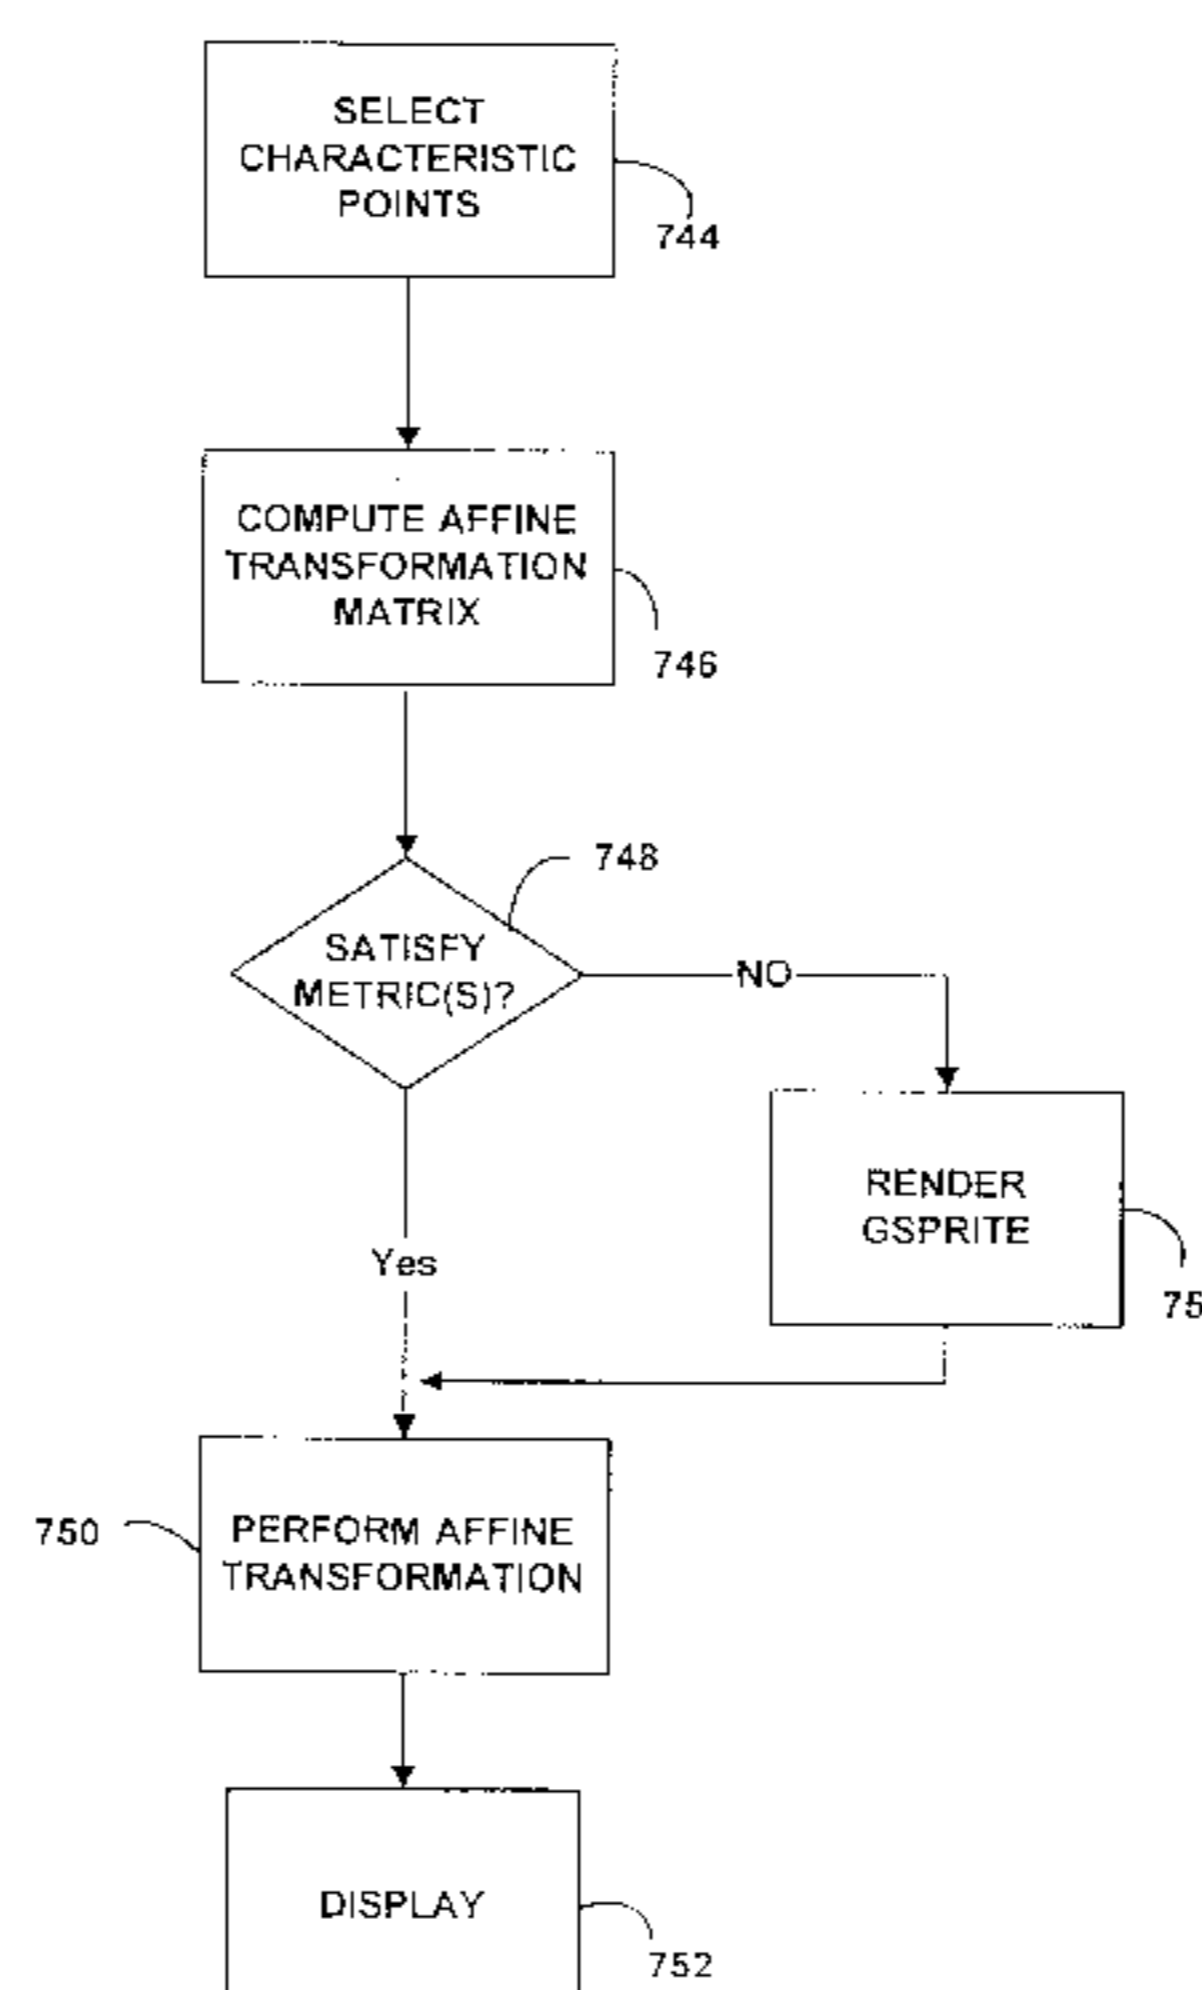 SELECT
CHARACTERISTIC
POINTS
744
COMPUTE AFFINE
TRANSFORMATION
MATRIX
746
748
SATISFY
METRIC(S)?
NO
RENDER
GSPRITE
Yes
750
PERFORM AFFINE
TRANSFORMATION
DISPLAY
752